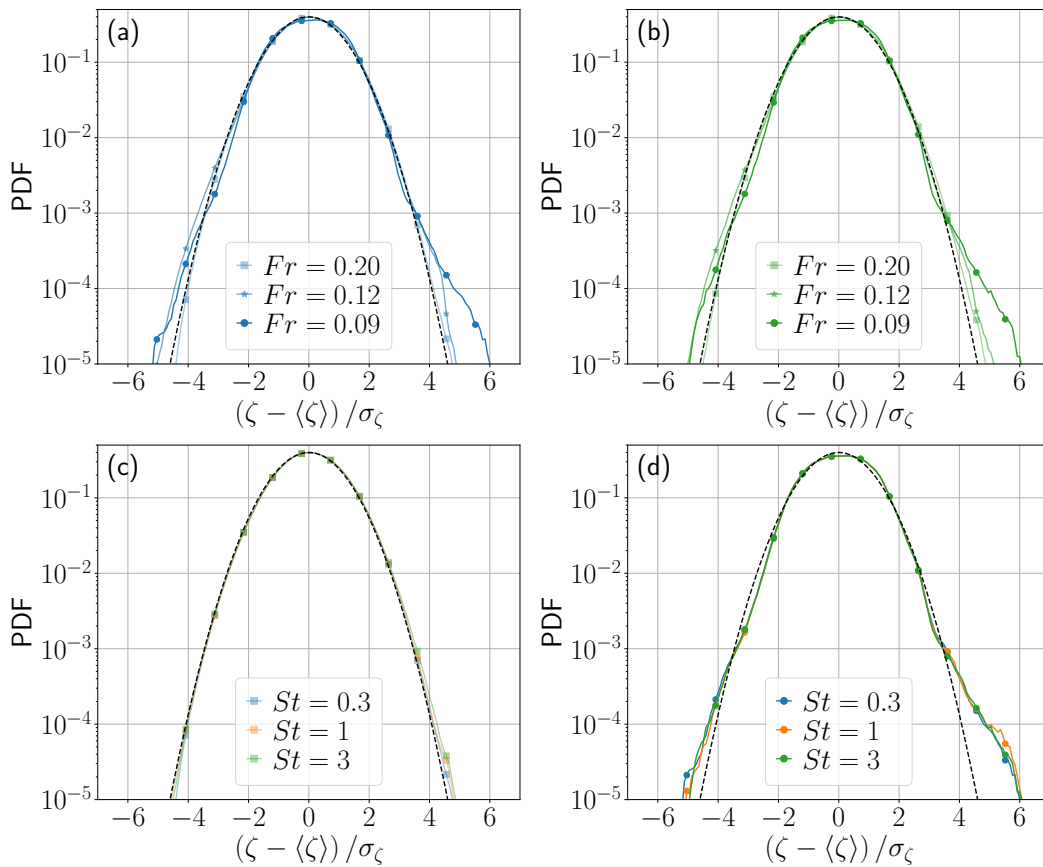 (a)
PDF
10⁻¹
10⁻²
10⁻³
10⁻⁴
10⁻⁵
Fr = 0.20
Fr = 0.12
Fr = 0.09
−6 −4 −2 0 2 4 6
(ζ − ⟨ζ⟩) /σ_ζ
(b)
PDF
10⁻¹
10⁻²
10⁻³
10⁻⁴
10⁻⁵
Fr = 0.20
Fr = 0.12
Fr = 0.09
−6 −4 −2 0 2 4 6
(ζ − ⟨ζ⟩) /σ_ζ
(c)
PDF
10⁻¹
10⁻²
10⁻³
10⁻⁴
10⁻⁵
St = 0.3
St = 1
St = 3
−6 −4 −2 0 2 4 6
(ζ − ⟨ζ⟩) /σ_ζ
(d)
PDF
10⁻¹
10⁻²
10⁻³
10⁻⁴
10⁻⁵
St = 0.3
St = 1
St = 3
−6 −4 −2 0 2 4 6
(ζ − ⟨ζ⟩) /σ_ζ